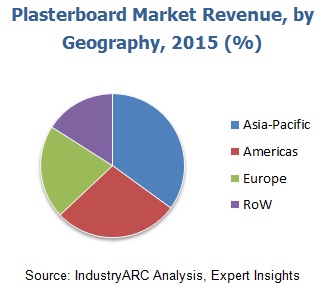 Plasterboard Market Revenue, by
Geography, 2015 (%)
Asia-Pacific
Americas
Europe
RoW
Source: IndustryARC Analysis, Expert Insights